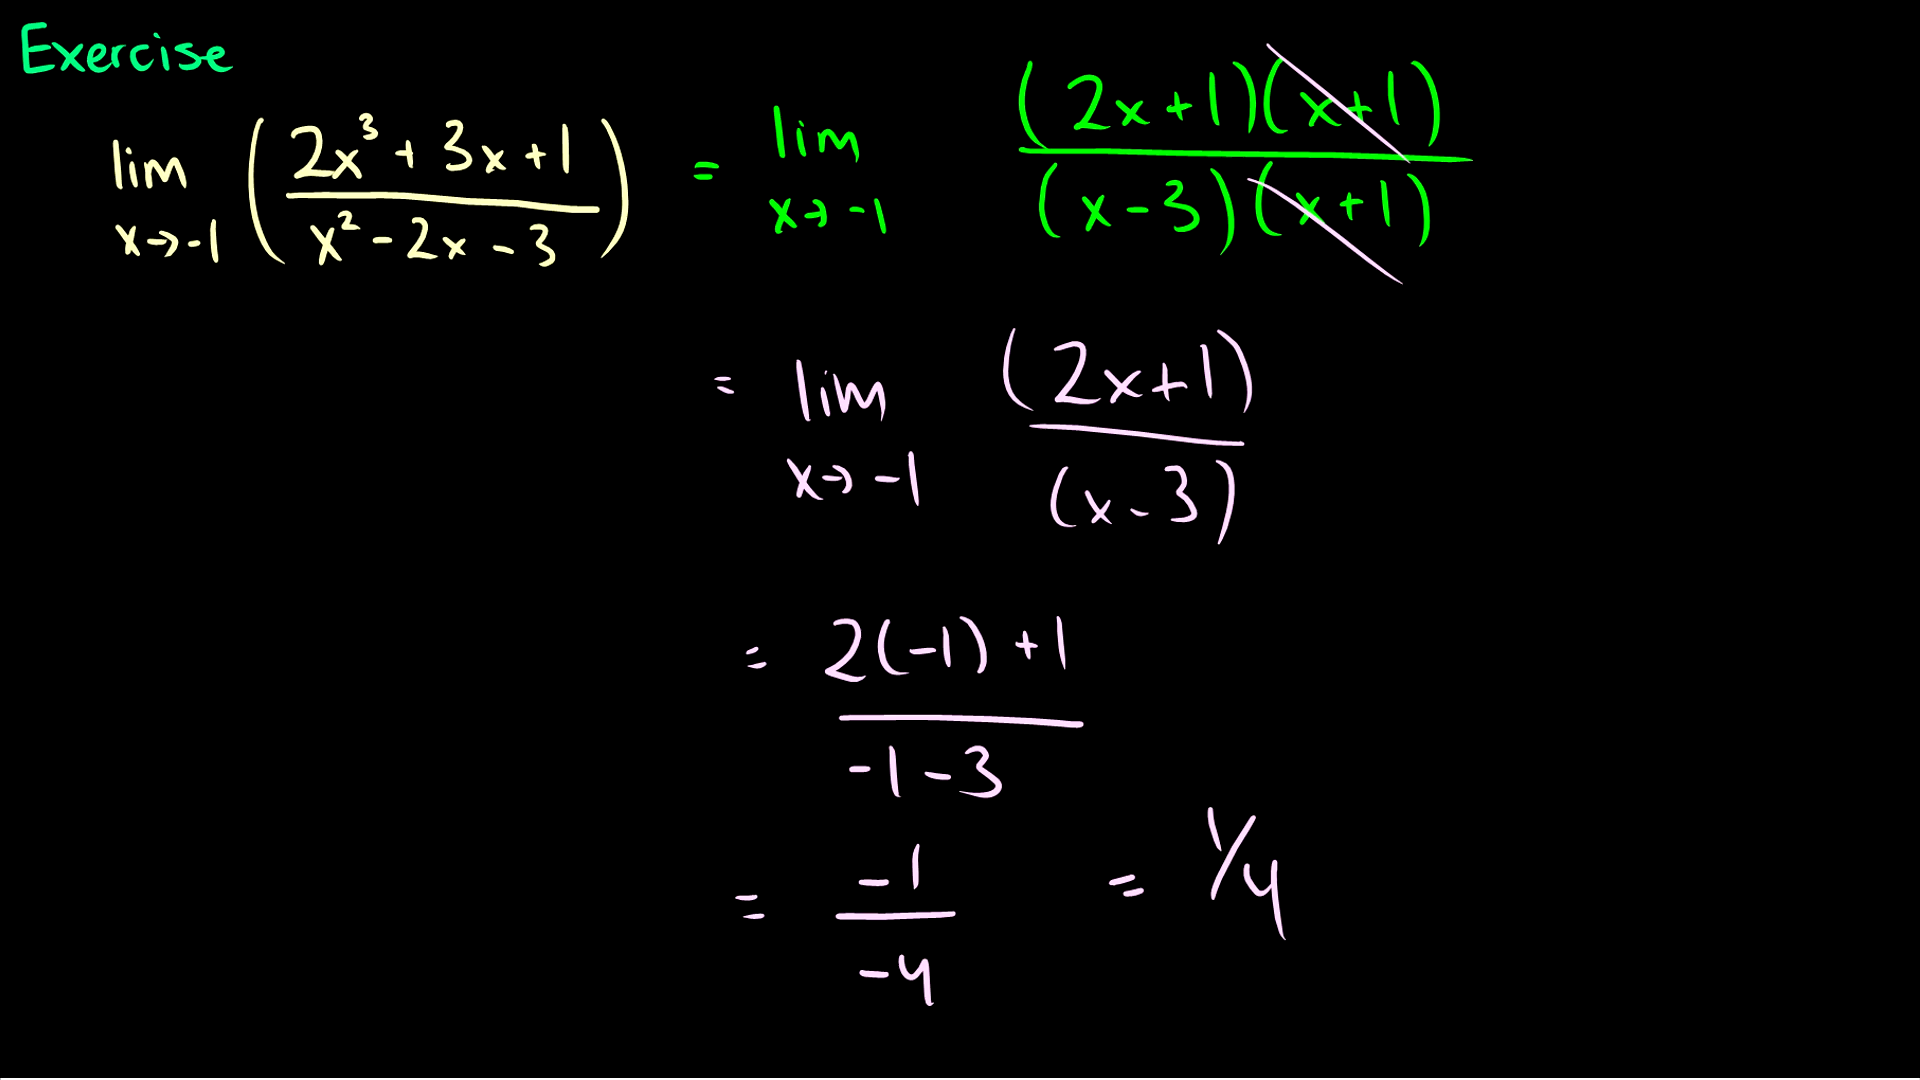 Exercise
lim x→-1 ( (2x³ + 3x + 1) / (x² - 2x - 3) ) = lim x→-1 (2x+1)(x+1) / (x-3)(x+1)
= lim x→-1 (2x+1) / (x-3)
= 2(-1) + 1 / -1 - 3
= -1 / -4 = 1/4